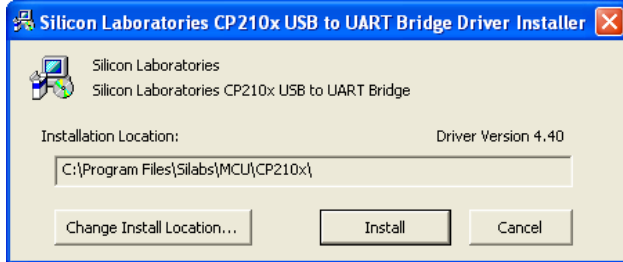 Silicon Laboratories CP210x USB to UART Bridge Driver Installer
Silicon Laboratories
Silicon Laboratories CP210x USB to UART Bridge
Installation Location: Driver Version 4.40
C:\Program Files\Silabs\MCU\CP210x\
Change Install Location... Install Cancel